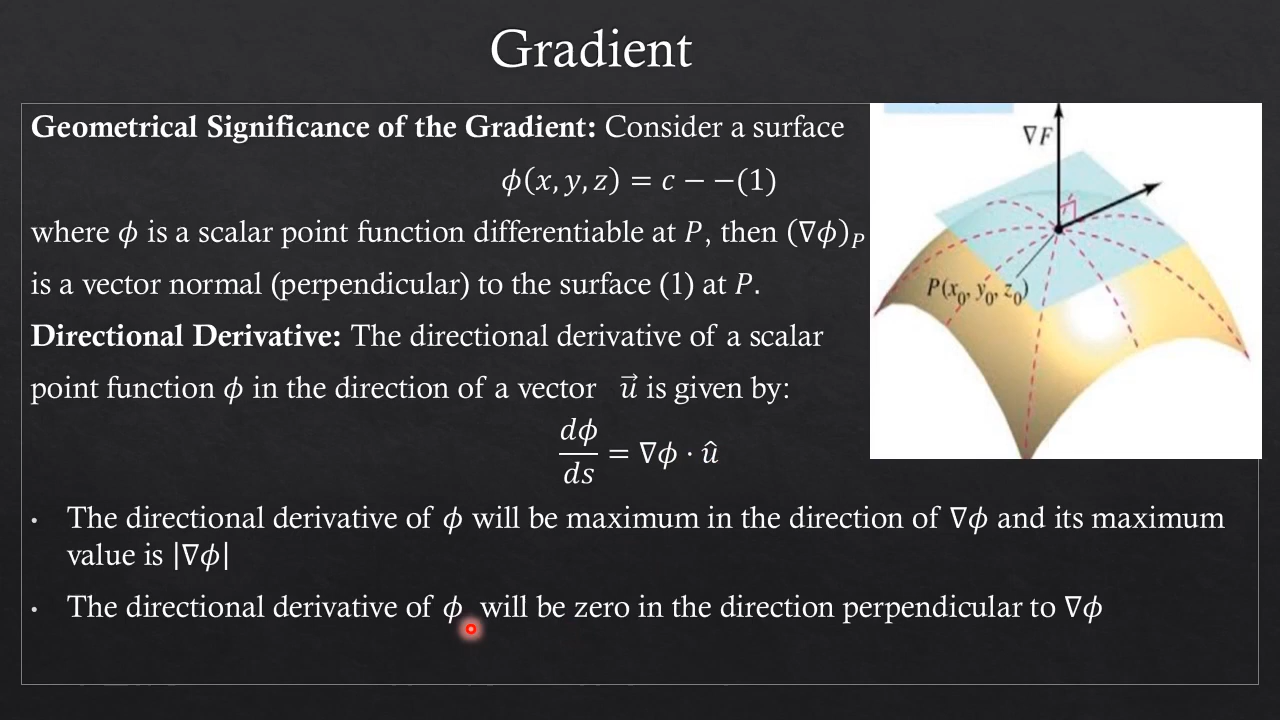 Gradient
Geometrical Significance of the Gradient: Consider a surface
ϕ(x, y, z) = c − −(1)
where ϕ is a scalar point function differentiable at P, then (∇ϕ)_P
is a vector normal (perpendicular) to the surface (1) at P.
Directional Derivative: The directional derivative of a scalar
point function ϕ in the direction of a vector u⃗ is given by:
dϕ/ds = ∇ϕ · û
• The directional derivative of ϕ will be maximum in the direction of ∇ϕ and its maximum
value is |∇ϕ|
• The directional derivative of ϕ will be zero in the direction perpendicular to ∇ϕ
∇F
P(x₀, y₀, z₀)